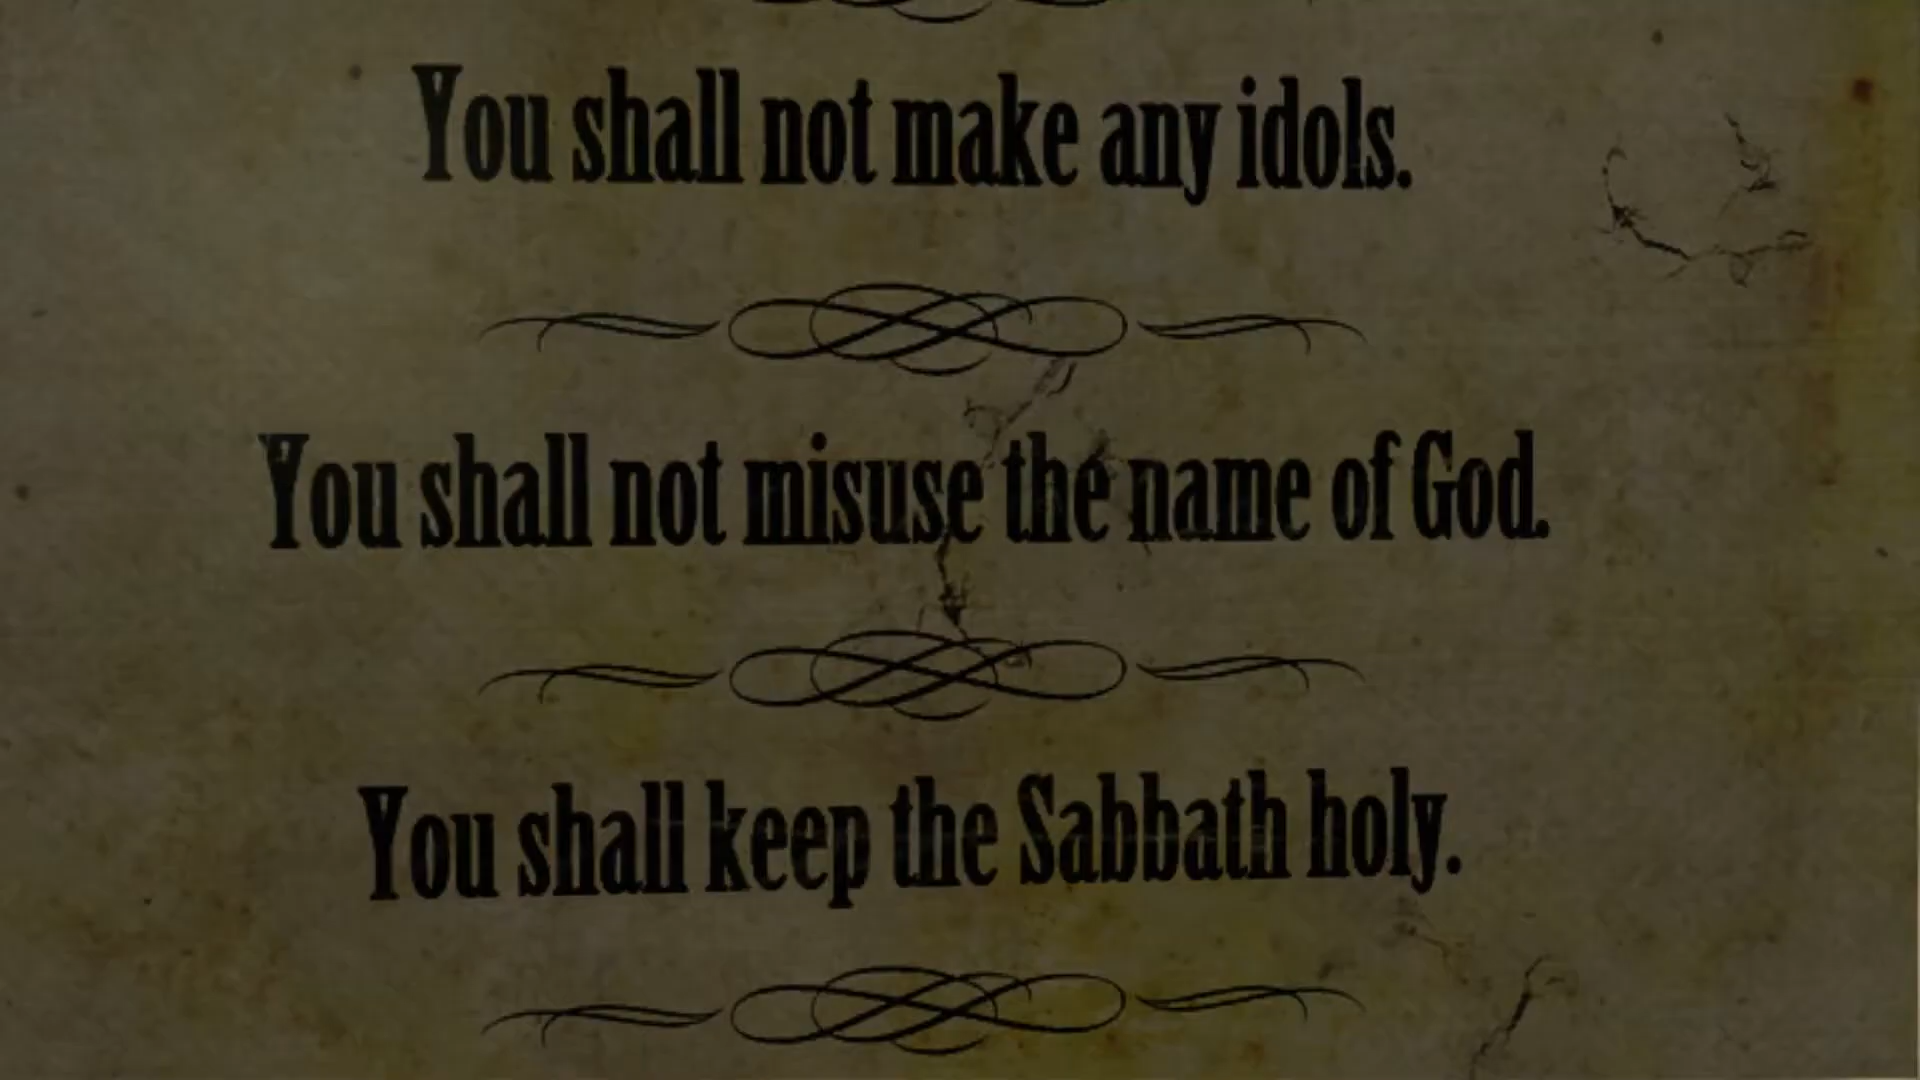 You shall not make any idols.
You shall not misuse the name of God.
You shall keep the Sabbath holy.